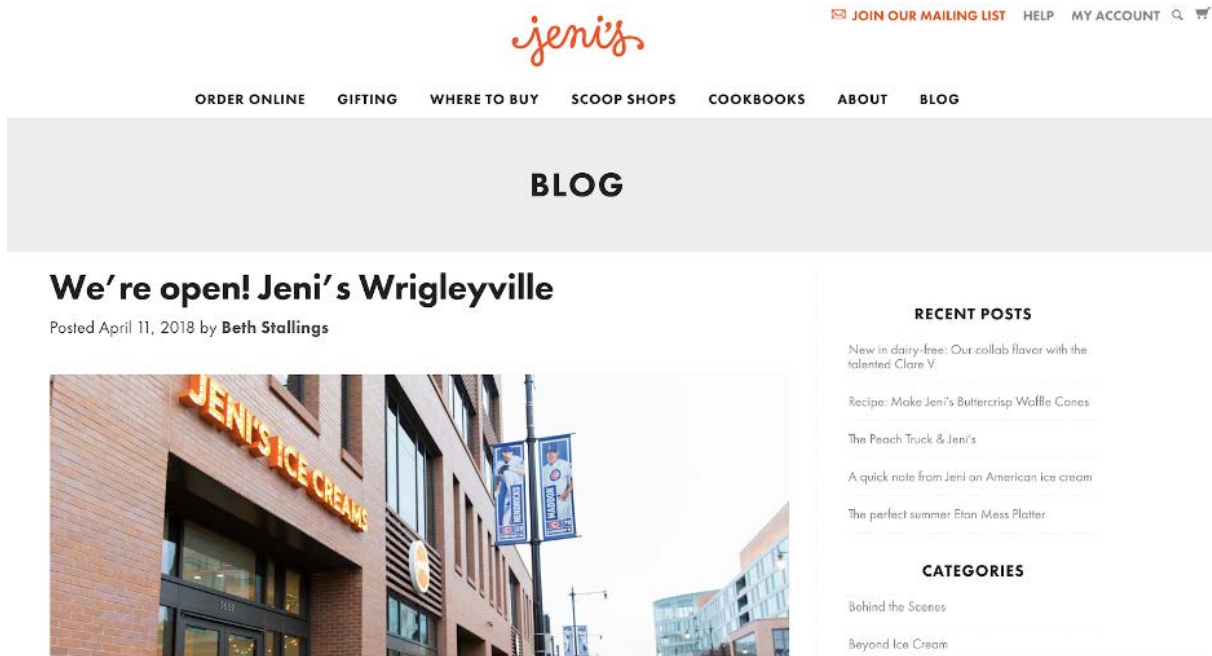 jeni's
JOIN OUR MAILING LIST HELP MY ACCOUNT
ORDER ONLINE GIFTING WHERE TO BUY SCOOP SHOPS COOKBOOKS ABOUT BLOG
BLOG
We're open! Jeni's Wrigleyville
Posted April 11, 2018 by Beth Stallings
JENI'S ICE CREAMS
HENDRICKS
MADDON
RECENT POSTS
New in dairy-free: Our collab flavor with the
talented Clare V.
Recipe: Make Jeni's Buttercrisp Waffle Cones
The Peach Truck & Jeni's
A quick note from Jeni on American ice cream
The perfect summer Eton Mess Platter
CATEGORIES
Behind the Scenes
Beyond Ice Cream